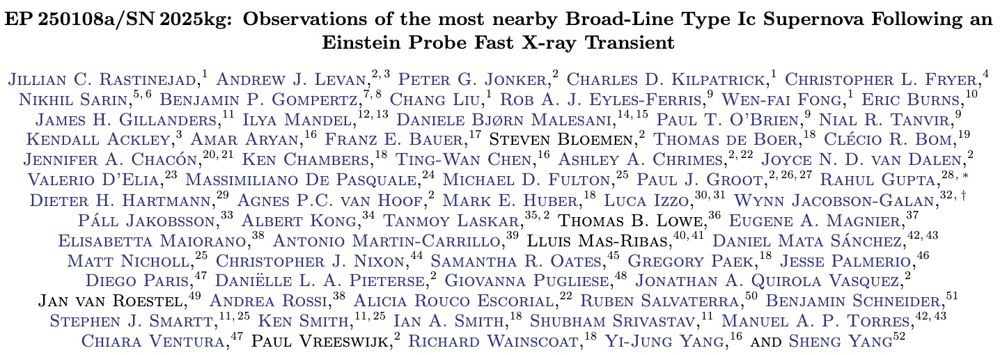 EP 250108a/SN 2025kg: Observations of the most nearby Broad-Line Type Ic Supernova Following an
Einstein Probe Fast X-ray Transient
Jillian C. Rastinejad,1 Andrew J. Levan,2, 3 Peter G. Jonker,2 Charles D. Kilpatrick,1 Christopher L. Fryer,4
Nikhil Sarin,5, 6 Benjamin P. Gompertz,7, 8 Chang Liu,1 Rob A. J. Eyles-Ferris,9 Wen-fai Fong,1 Eric Burns,10
James H. Gillanders,11 Ilya Mandel,12, 13 Daniele Bjørn Malesani,14, 15 Paul T. O'Brien,9 Nial R. Tanvir,9
Kendall Ackley,3 Amar Aryan,16 Franz E. Bauer,17 Steven Bloemen,2 Thomas de Boer,18 Clécio R. Bom,19
Jennifer A. Chacón,20, 21 Ken Chambers,18 Ting-Wan Chen,16 Ashley A. Chrimes,2, 22 Joyce N. D. van Dalen,2
Valerio D'Elia,23 Massimiliano De Pasquale,24 Michael D. Fulton,25 Paul J. Groot,2, 26, 27 Rahul Gupta,28, *
Dieter H. Hartmann,29 Agnes P.C. van Hoof,2 Mark E. Huber,18 Luca Izzo,30, 31 Wynn Jacobson-Galan,32, †
Páll Jakobsson,33 Albert Kong,34 Tanmoy Laskar,35, 2 Thomas B. Lowe,36 Eugene A. Magnier,37
Elisabetta Maiorano,38 Antonio Martin-Carrillo,39 Lluis Mas-Ribas,40, 41 Daniel Mata Sánchez,42, 43
Matt Nicholl,25 Christopher J. Nixon,44 Samantha R. Oates,45 Gregory Paek,18 Jesse Palmerio,46
Diego Paris,47 Daniëlle L. A. Pieterse,2 Giovanna Pugliese,48 Jonathan A. Quirola Vasquez,2
Jan van Roestel,49 Andrea Rossi,38 Alicia Rouco Escorial,22 Ruben Salvaterra,50 Benjamin Schneider,51
Stephen J. Smartt,11, 25 Ken Smith,11, 25 Ian A. Smith,18 Shubham Srivastav,11 Manuel A. P. Torres,42, 43
Chiara Ventura,47 Paul Vreeswijk,2 Richard Wainscoat,18 Yi-Jung Yang,16 and Sheng Yang52